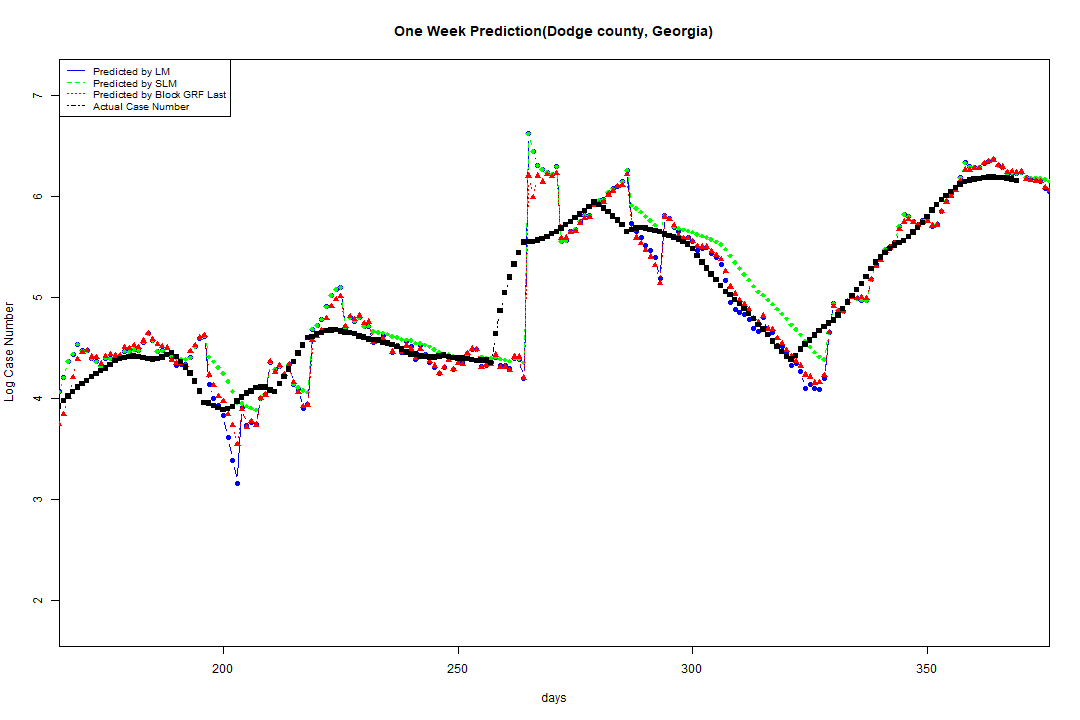 One Week Prediction(Dodge county, Georgia)
Predicted by LM
Predicted by SLM
Predicted by Block GRF Last
Actual Case Number
7
6
5
4
3
2
Log Case Number
200
250
300
350
days